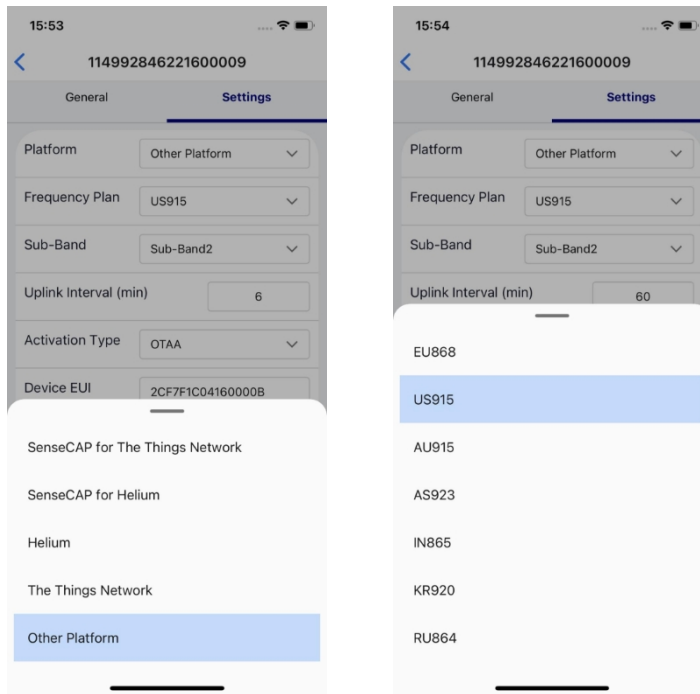 15:53
114992846221600009
General Settings
Platform Other Platform
Frequency Plan US915
Sub-Band Sub-Band2
Uplink Interval (min) 6
Activation Type OTAA
Device EUI 2CF7F1C04160000B
SenseCAP for The Things Network
SenseCAP for Helium
Helium
The Things Network
Other Platform
15:54
114992846221600009
General Settings
Platform Other Platform
Frequency Plan US915
Sub-Band Sub-Band2
Uplink Interval (min) 60
EU868
US915
AU915
AS923
IN865
KR920
RU864